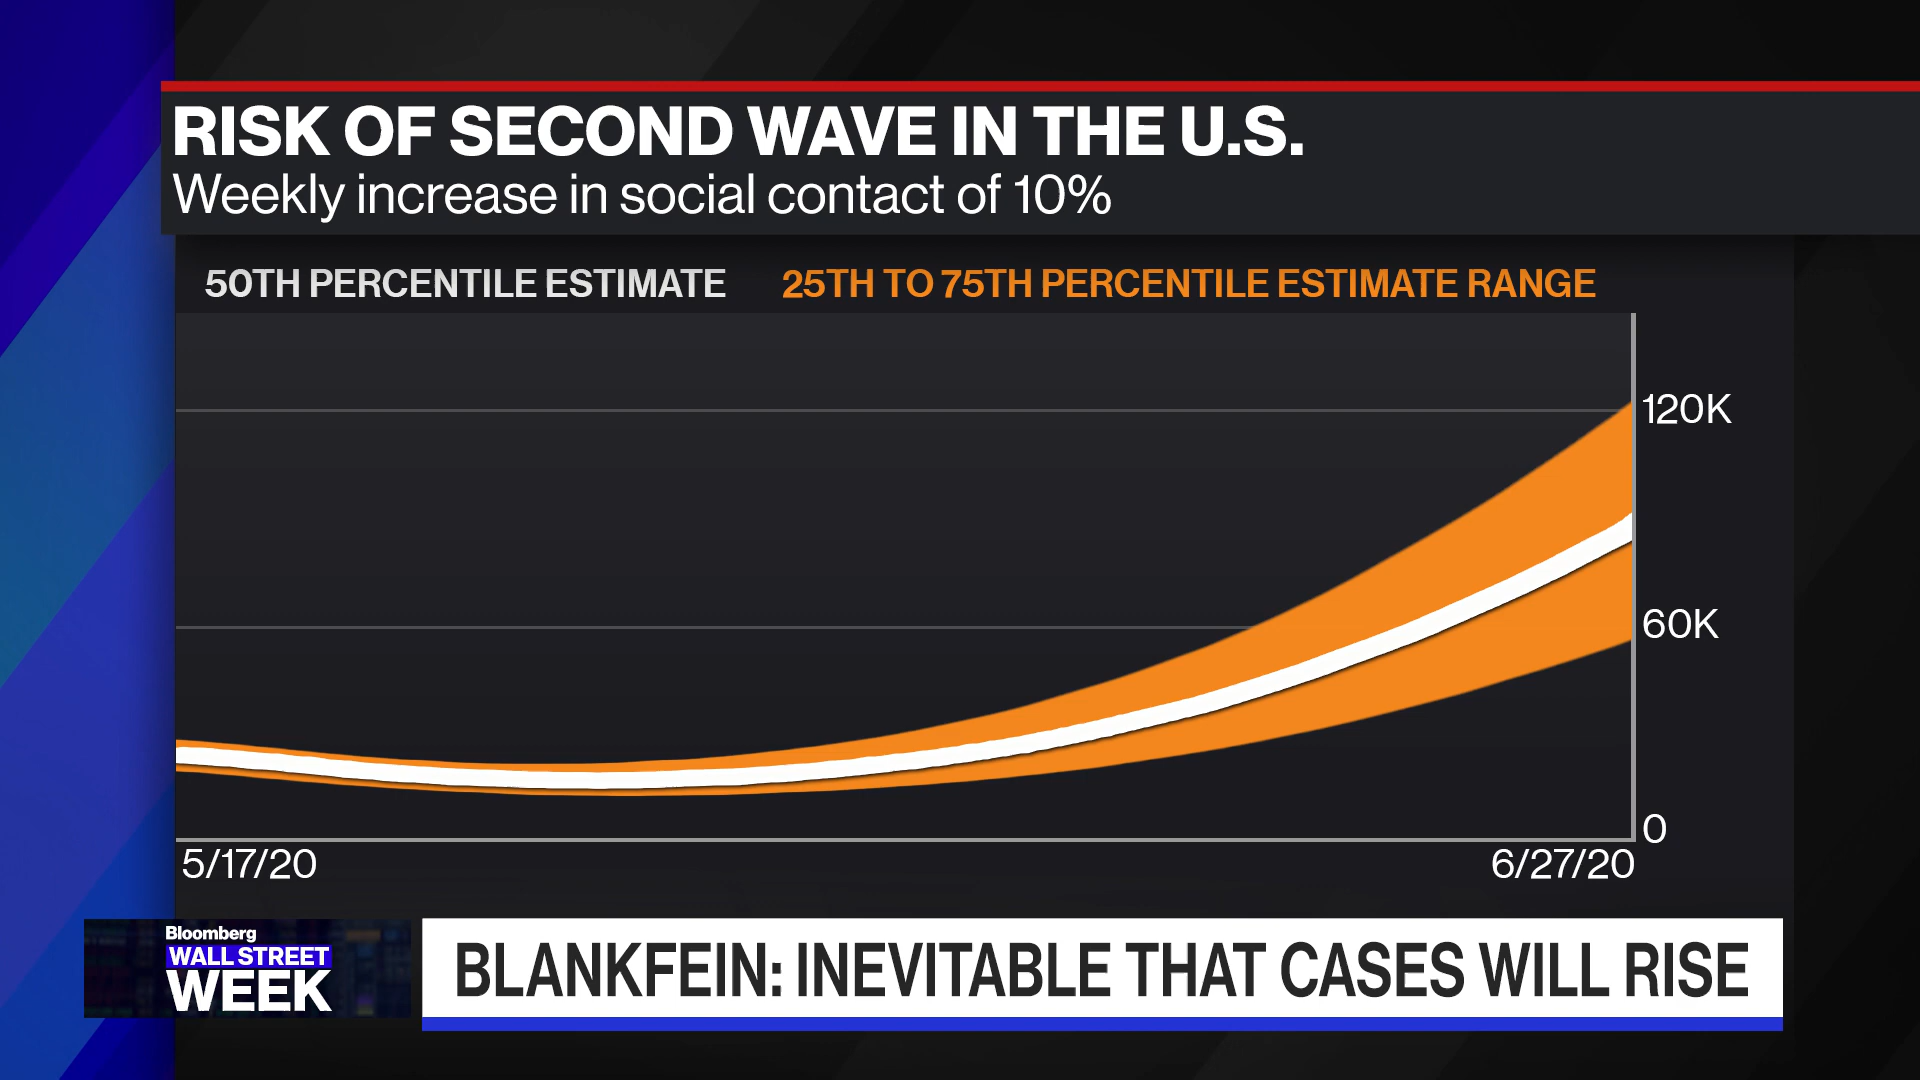 RISK OF SECOND WAVE IN THE U.S.
Weekly increase in social contact of 10%
50TH PERCENTILE ESTIMATE 25TH TO 75TH PERCENTILE ESTIMATE RANGE
120K
60K
0
5/17/20 6/27/20
Bloomberg
WALL STREET
WEEK
BLANKFEIN: INEVITABLE THAT CASES WILL RISE